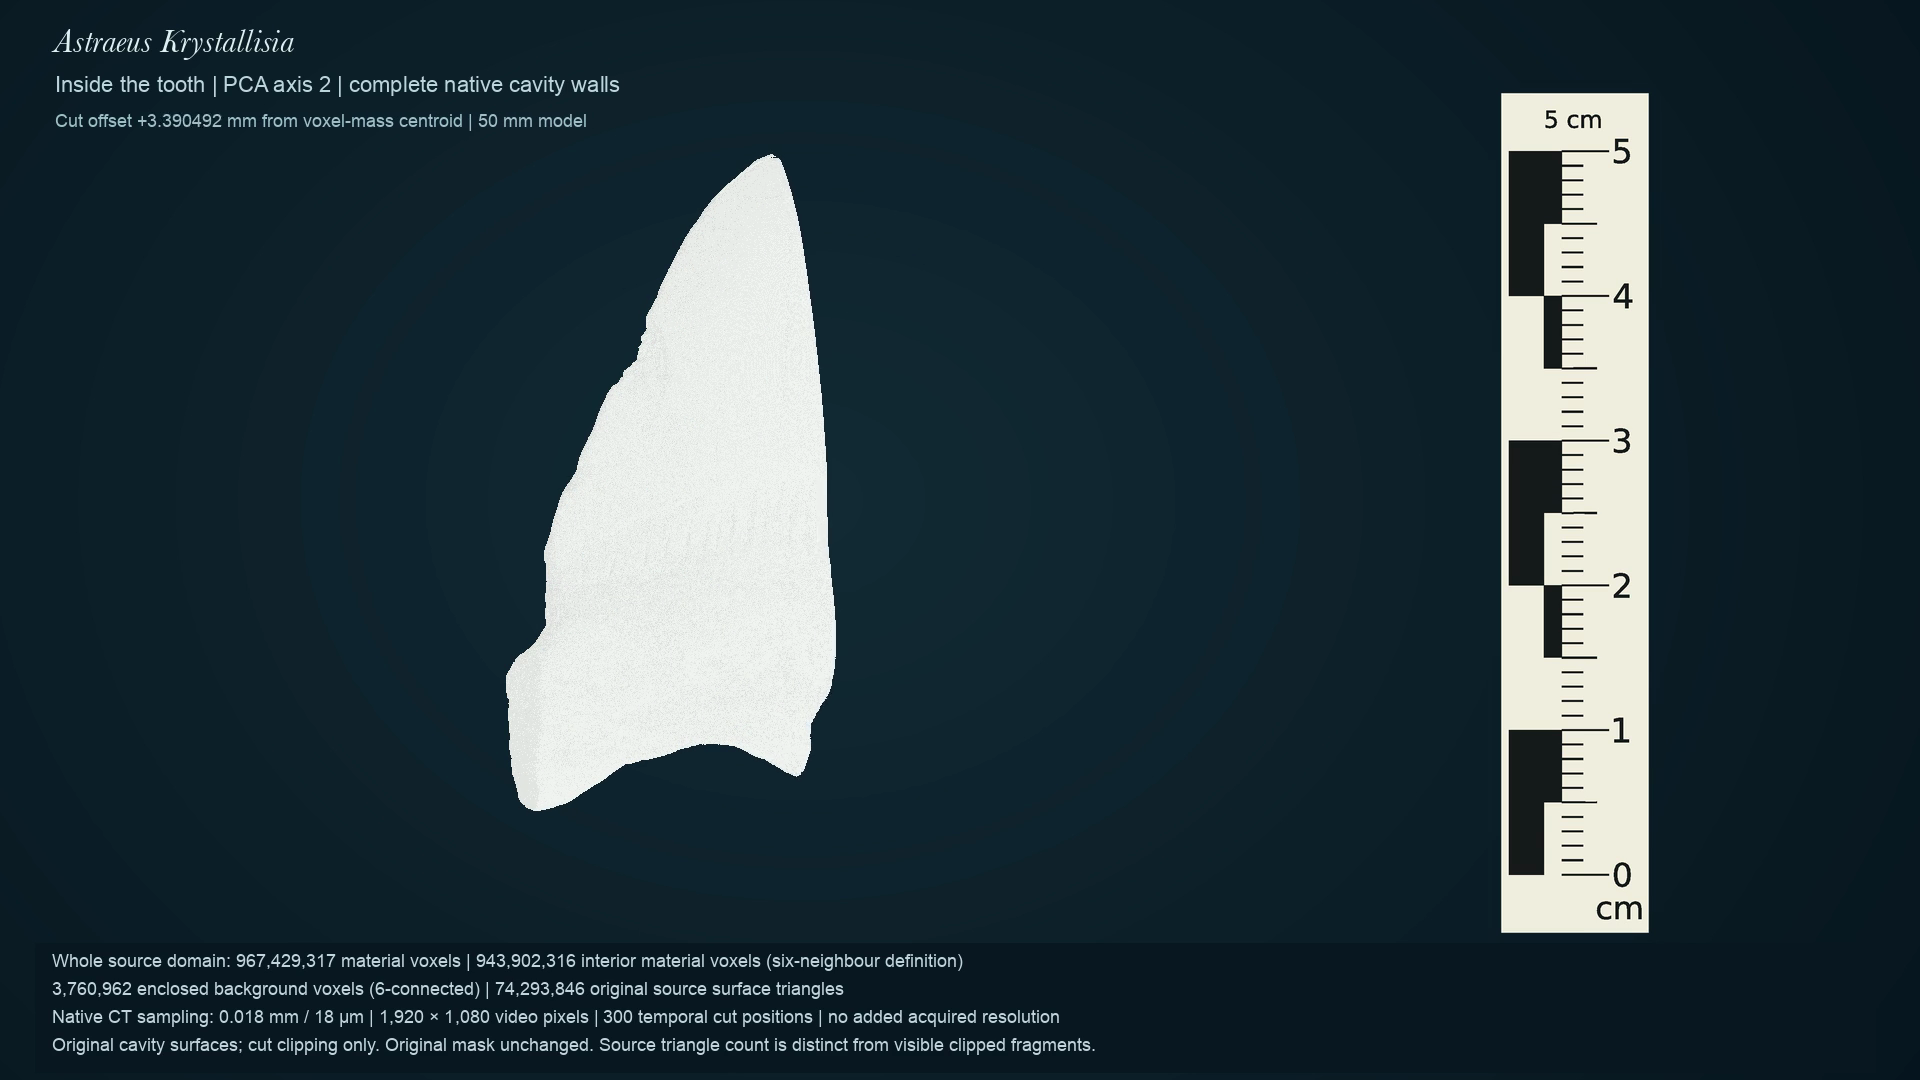 Astraeus Krystallisia
Inside the tooth | PCA axis 2 | complete native cavity walls
Cut offset +3.390492 mm from voxel-mass centroid | 50 mm model
5 cm
5
4
3
2
1
0
cm
Whole source domain: 967,429,317 material voxels | 943,902,316 interior material voxels (six-neighbour definition)
3,760,962 enclosed background voxels (6-connected) | 74,293,846 original source surface triangles
Native CT sampling: 0.018 mm / 18 µm | 1,920 × 1,080 video pixels | 300 temporal cut positions | no added acquired resolution
Original cavity surfaces; cut clipping only. Original mask unchanged. Source triangle count is distinct from visible clipped fragments.